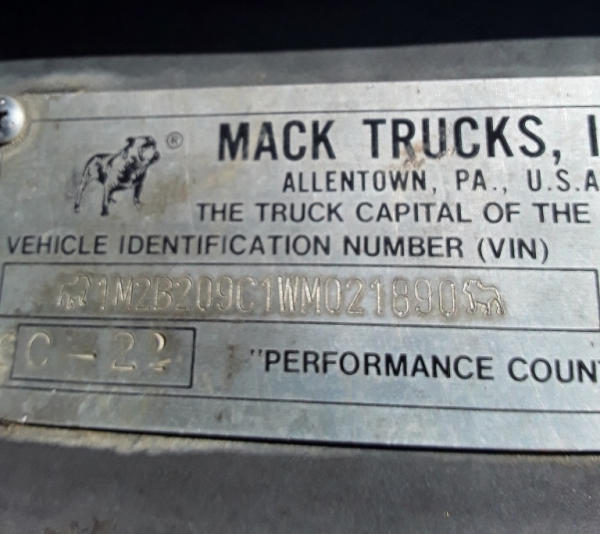 ® MACK TRUCKS, I
ALLENTOWN, PA., U.S.A
THE TRUCK CAPITAL OF THE
VEHICLE IDENTIFICATION NUMBER (VIN)
1M2B209C1WM021890
C-22 "PERFORMANCE COUN